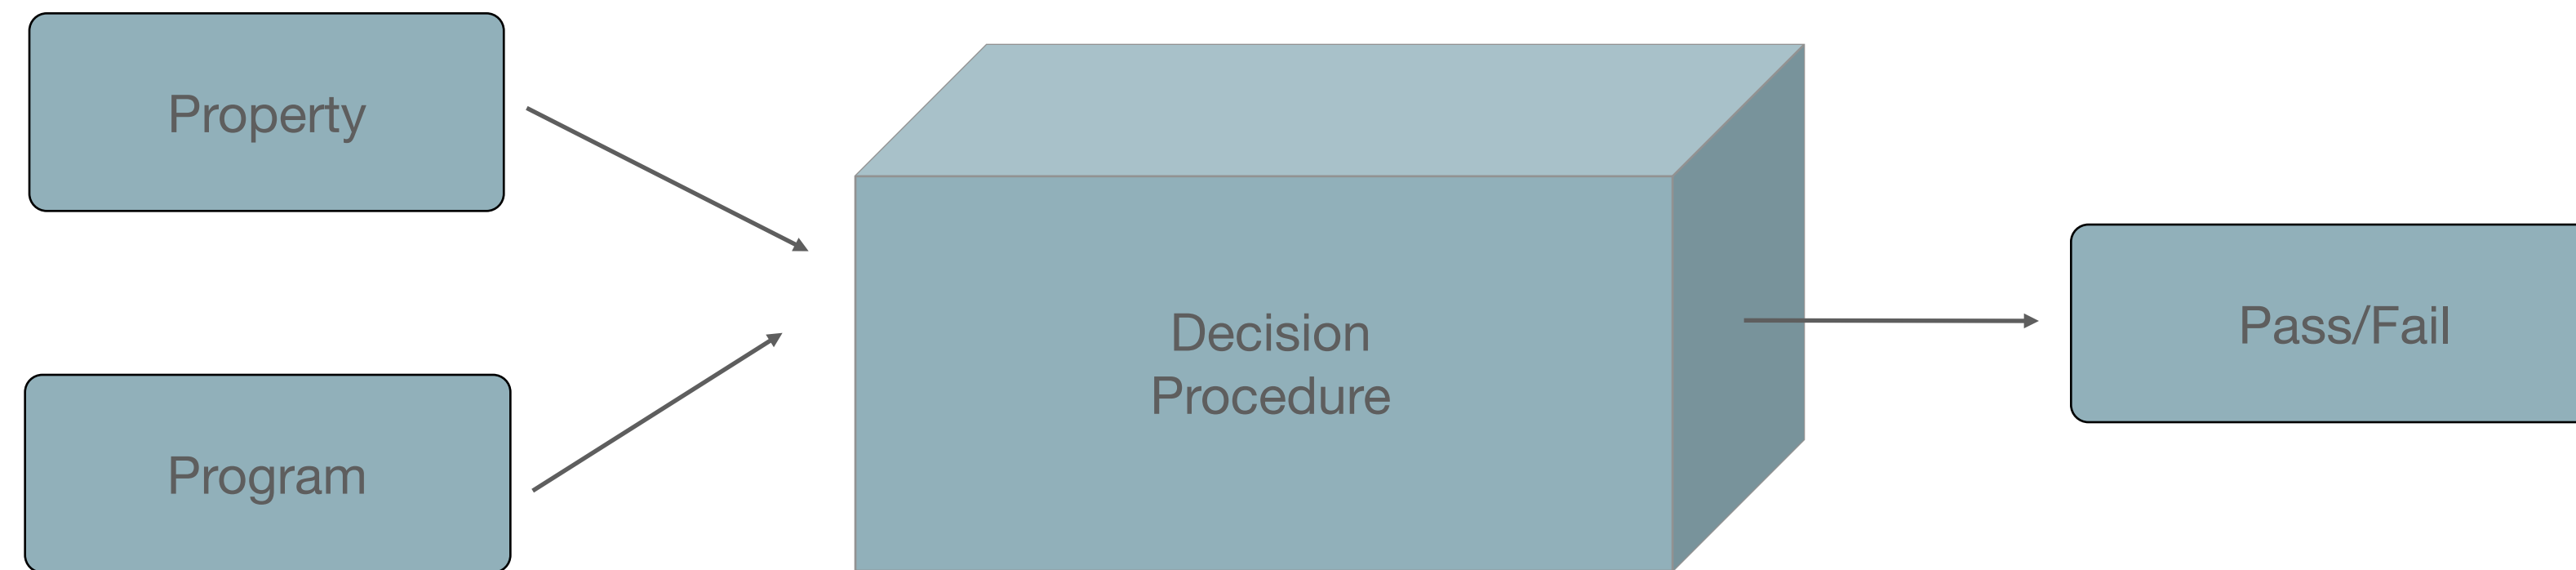 Property
Program
Decision
Procedure
Pass/Fail